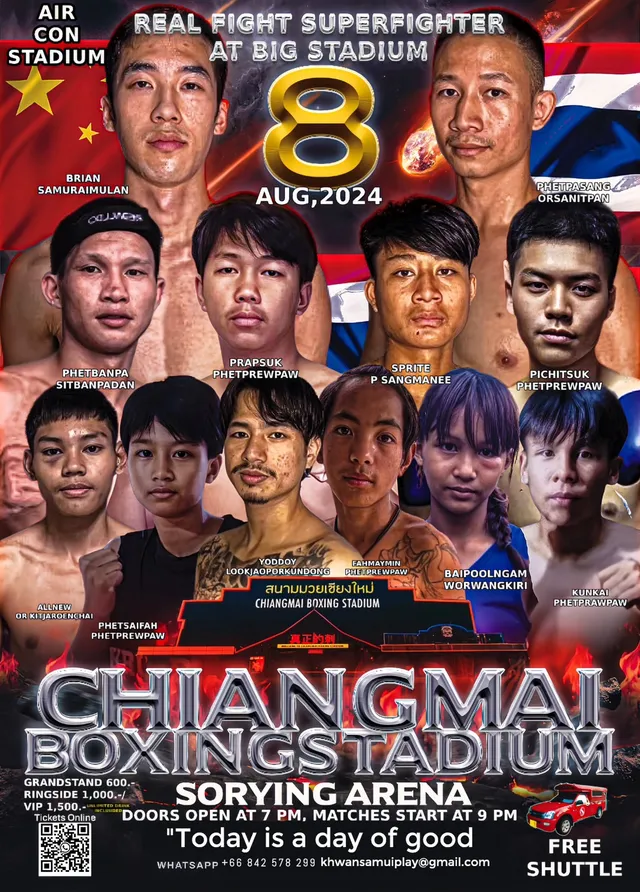 AIR
CON
STADIUM
REAL FIGHT SUPERFIGHTER
AT BIG STADIUM
8
AUG,2024
BRIAN
SAMURAIMULAN
PHETPASANG
ORSANITPAN
PHETBANPA
SITBANPADAN
PRAPSUK
PHETPREWPAW
SPRITE
P SANGMANEE
PICHITSUK
PHETPREWPAW
ALLNEW
OR KITJAROENCHAI
PHETSAIFAH
PHETPREWPAW
YODDOY
LOOKJAOPORKUNDONG
FAHMAYMIN
PHETPREWPAW
BAIPOOLNGAM
WORWANGKIRI
KUNKAI
PHETPRAWPAW
สนามมวยเชียงใหม่
CHIANGMAI BOXING STADIUM
CHIANGMAI
BOXINGSTADIUM
GRANDSTAND 600.-
RINGSIDE 1,000,-/
VIP 1,500.- UNLIMITED DRINK
INCLUDED
Tickets Online
SORYING ARENA
DOORS OPEN AT 7 PM, MATCHES START AT 9 PM
"Today is a day of good
WHATSAPP +66 842 578 299 khwansamuiplay@gmail.com
FREE
SHUTTLE